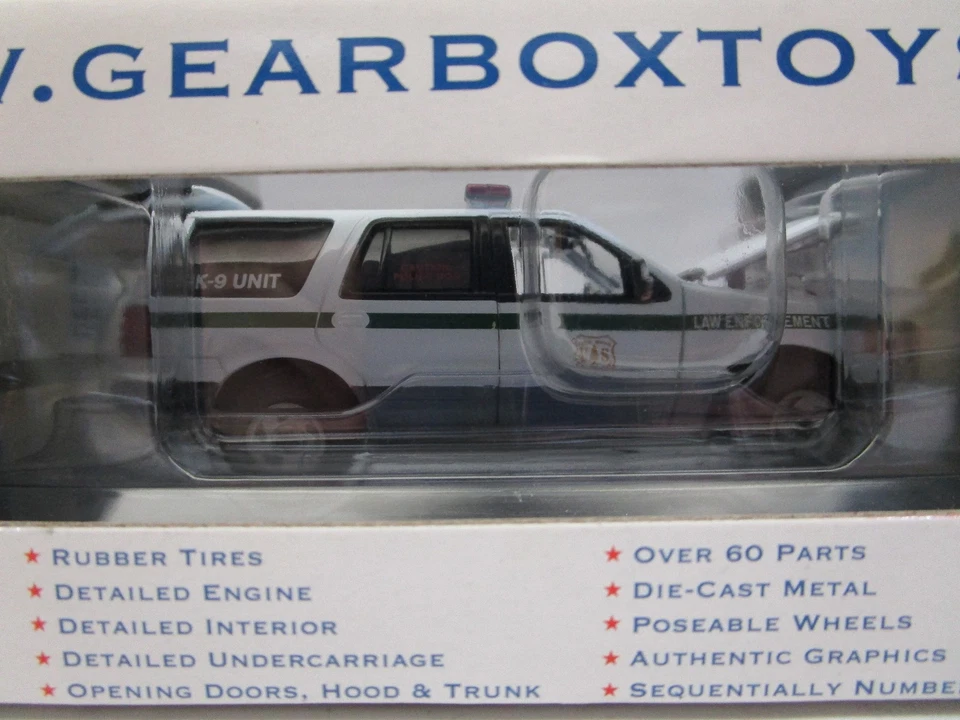 .GEARBOXTOYS
K-9 UNIT
LAW ENFORCEMENT
U S
★ RUBBER TIRES
★ DETAILED ENGINE
★ DETAILED INTERIOR
★ DETAILED UNDERCARRIAGE
★ OPENING DOORS, HOOD & TRUNK
★ OVER 60 PARTS
★ DIE-CAST METAL
★ POSEABLE WHEELS
★ AUTHENTIC GRAPHICS
★ SEQUENTIALLY NUMBE